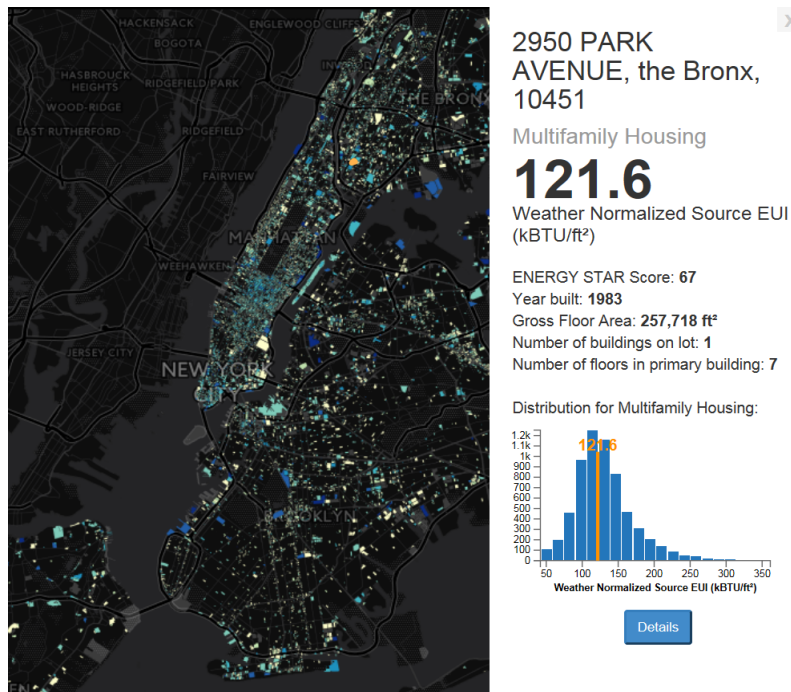 HACKENSACK
ENGLEWOOD CLIFFS
BOGOTA
HASBROUCK
HEIGHTS
RIDGEFIELD PARK
THE BRONX
WOOD-RIDGE
EAST RUTHERFORD
RIDGEFIELD
FAIRVIEW
MANHATTAN
WEEHAWKEN
JERSEY CITY
NEW YORK
CITY
BROOKLYN
x
2950 PARK
AVENUE, the Bronx,
10451
Multifamily Housing
121.6
Weather Normalized Source EUI
(kBTU/ft²)
ENERGY STAR Score: 67
Year built: 1983
Gross Floor Area: 257,718 ft²
Number of buildings on lot: 1
Number of floors in primary building: 7
Distribution for Multifamily Housing:
121.6
1.2k
1.1k
1k
900
800
700
600
500
400
300
200
100
0
50 100 150 200 250 300 350
Weather Normalized Source EUI (kBTU/ft²)
Details